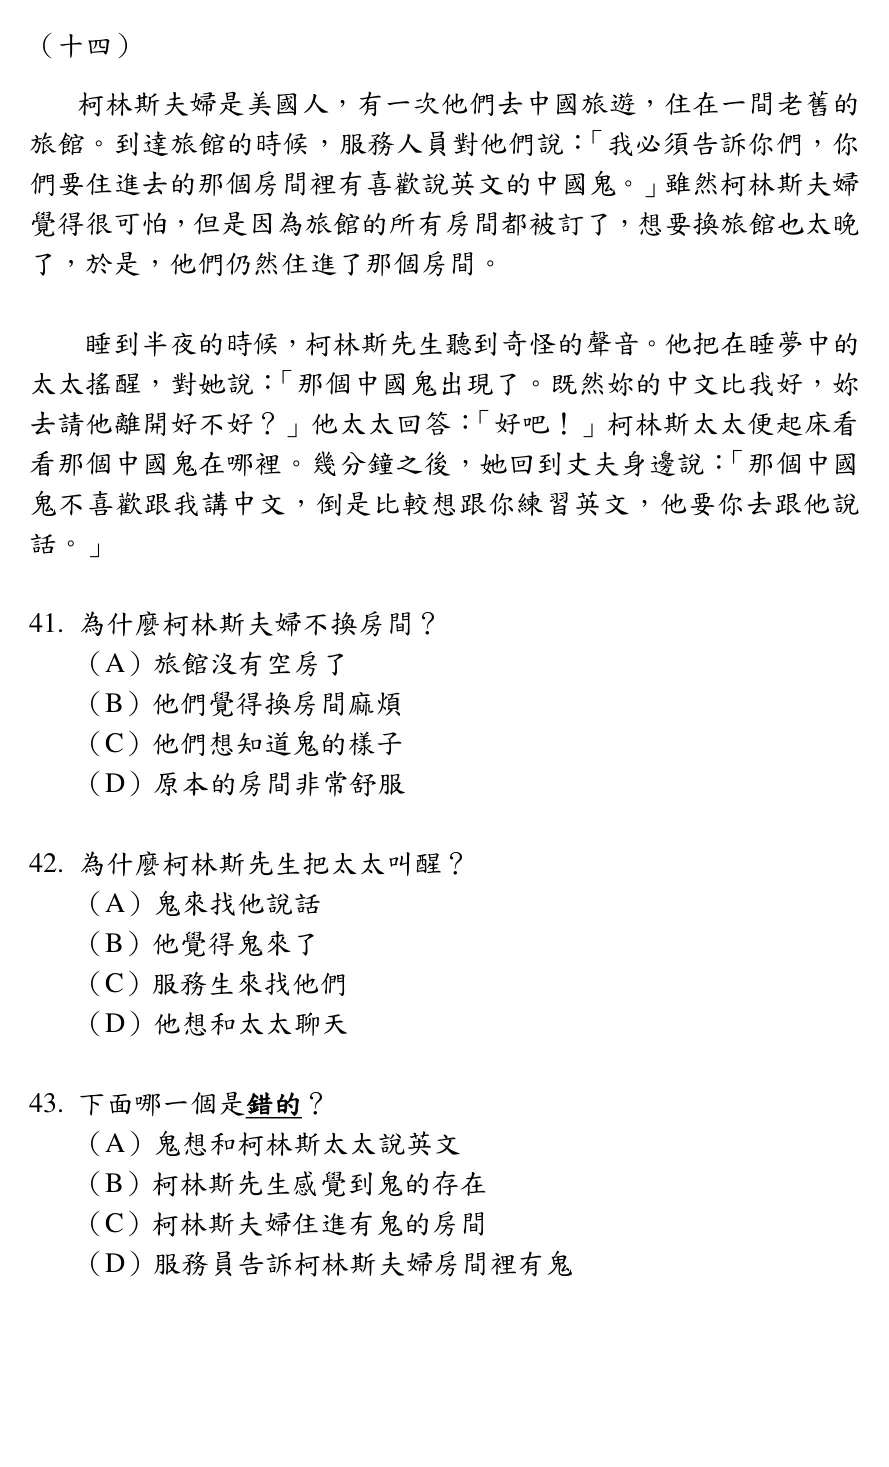 （十四）
柯林斯夫婦是美國人，有一次他們去中國旅遊，住在一間老舊的
旅館。到達旅館的時候，服務人員對他們說：「我必須告訴你們，你
們要住進去的那個房間裡有喜歡說英文的中國鬼。」雖然柯林斯夫婦
覺得很可怕，但是因為旅館的所有房間都被訂了，想要換旅館也太晚
了，於是，他們仍然住進了那個房間。
睡到半夜的時候，柯林斯先生聽到奇怪的聲音。他把在睡夢中的
太太搖醒，對她說：「那個中國鬼出現了。既然妳的中文比我好，妳
去請他離開好不好？」他太太回答：「好吧！」柯林斯太太便起床看
看那個中國鬼在哪裡。幾分鐘之後，她回到丈夫身邊說：「那個中國
鬼不喜歡跟我講中文，倒是比較想跟你練習英文，他要你去跟他說
話。」
41. 為什麼柯林斯夫婦不換房間？
（A）旅館沒有空房了
（B）他們覺得換房間麻煩
（C）他們想知道鬼的樣子
（D）原本的房間非常舒服
42. 為什麼柯林斯先生把太太叫醒？
（A）鬼來找他說話
（B）他覺得鬼來了
（C）服務生來找他們
（D）他想和太太聊天
43. 下面哪一個是錯的？
（A）鬼想和柯林斯太太說英文
（B）柯林斯先生感覺到鬼的存在
（C）柯林斯夫婦住進有鬼的房間
（D）服務員告訴柯林斯夫婦房間裡有鬼